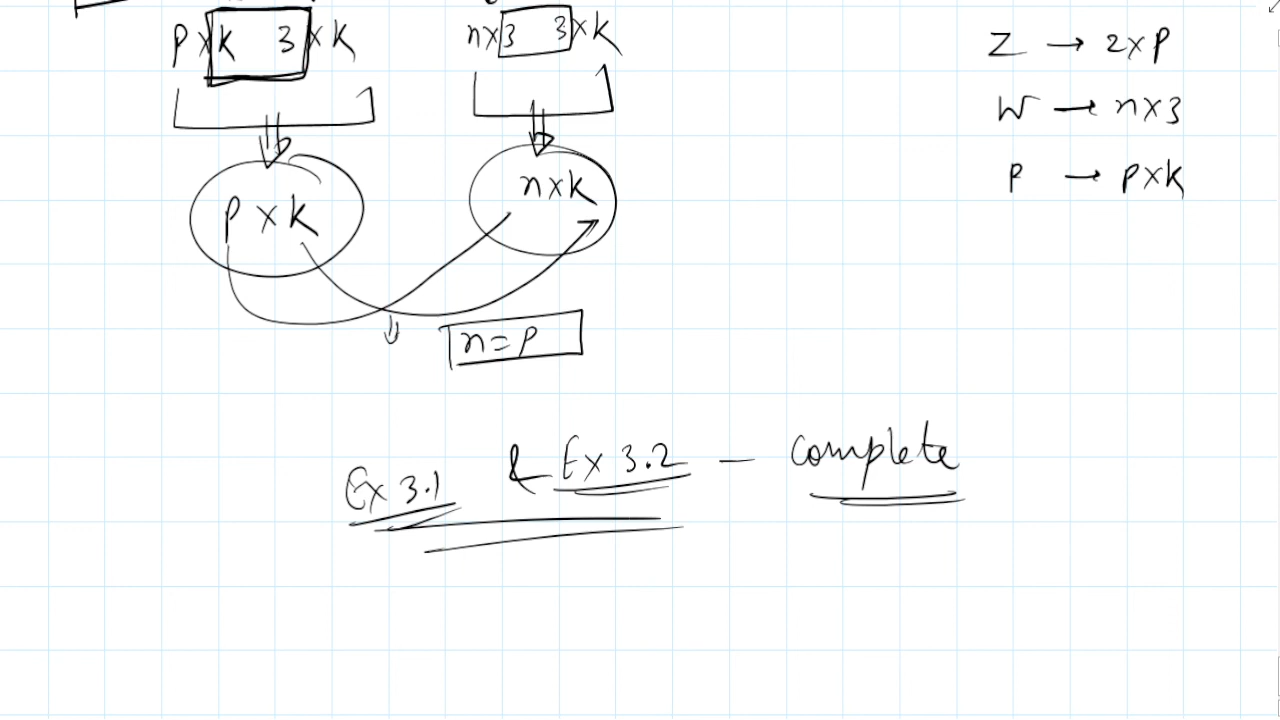 p×k 3×k n×3 3×k
Z → 2×p
W → n×3
P → p×k
p×k n×k
n=p
Ex 3.1 & Ex 3.2 - Complete